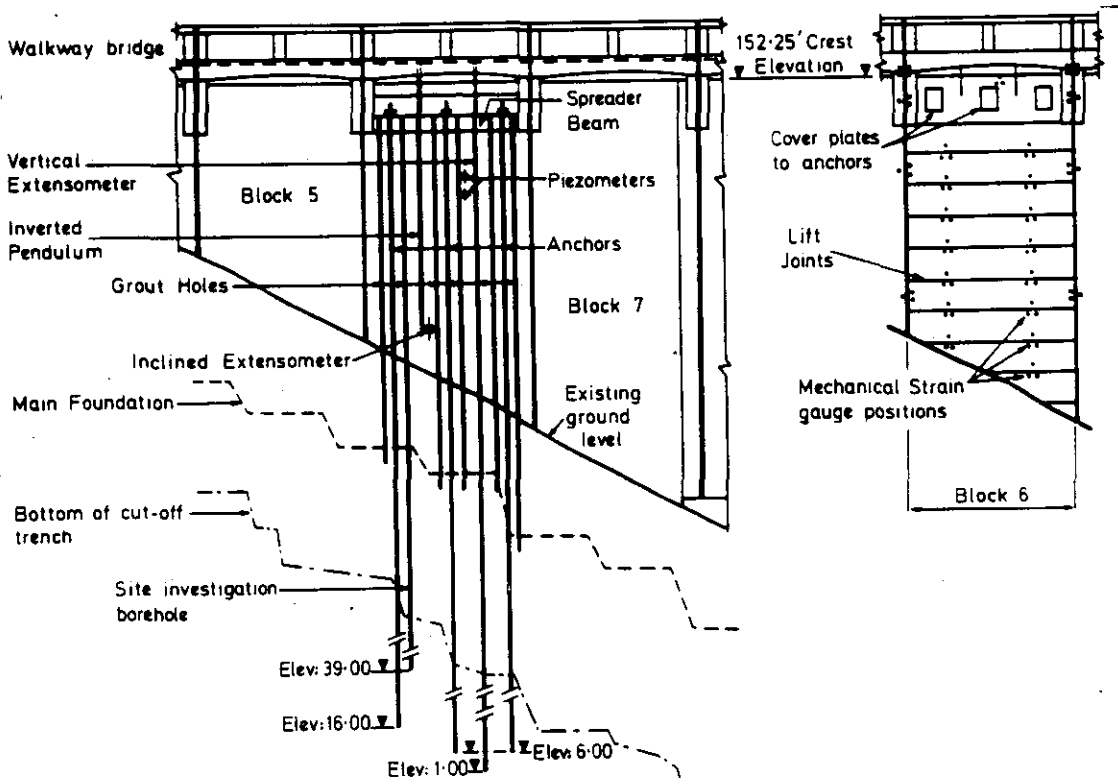 Walkway bridge
152·25' Crest
Elevation
Spreader
Beam
Cover plates
to anchors
Vertical
Extensometer
Piezometers
Block 5
Inverted
Pendulum
Anchors
Lift
Joints
Grout Holes
Block 7
Inclined Extensometer
Mechanical Strain
gauge positions
Main Foundation
Existing
ground
level
Block 6
Bottom of cut-off
trench
Site investigation
borehole
Elev: 39·00
Elev: 16·00
Elev: 6·00
Elev: 1·00